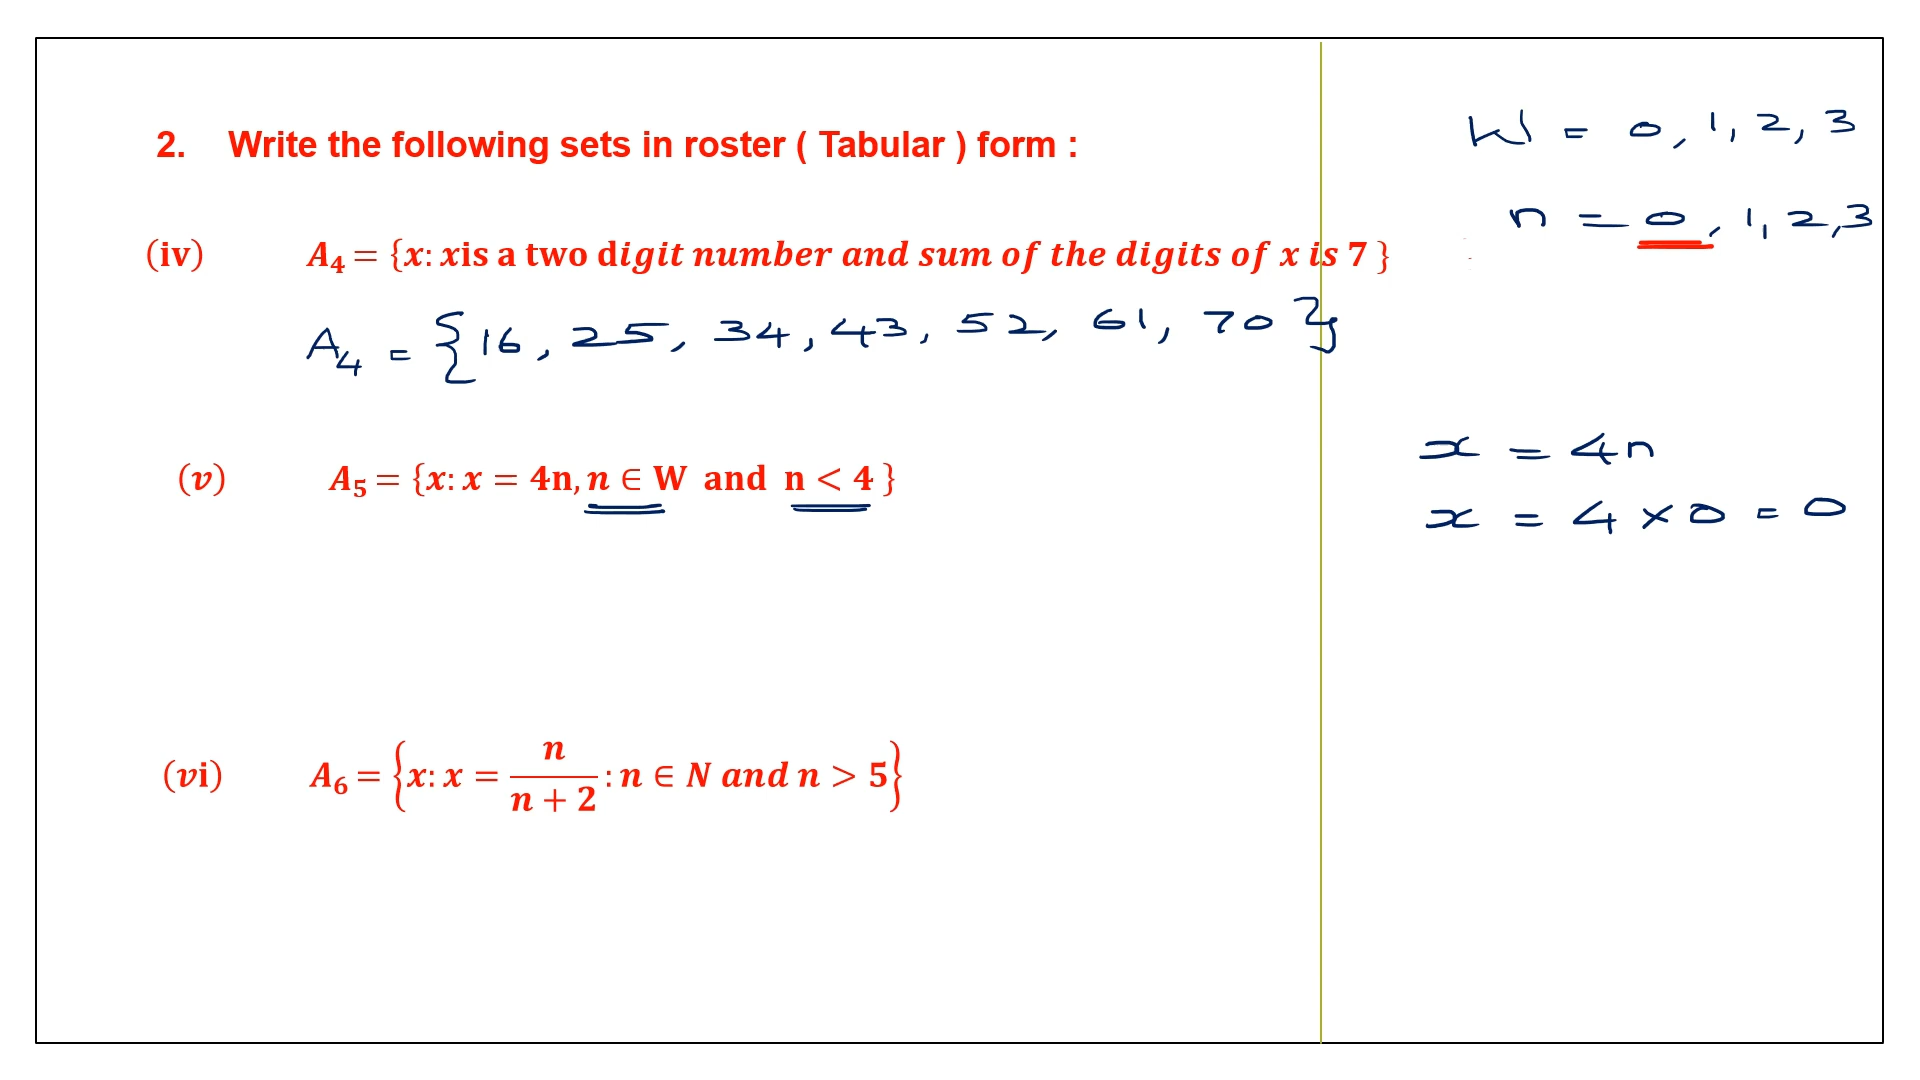 2. Write the following sets in roster ( Tabular ) form :
(iv) A₄ = {x: xis a two digit number and sum of the digits of x is 7 }
A₄ = {16, 25, 34, 43, 52, 61, 70}
(v) A₅ = {x: x = 4n, n ∈ W and n < 4 }
(vi) A₆ = {x: x = n/(n + 2) : n ∈ N and n > 5}
W = 0, 1, 2, 3
n = 0, 1, 2, 3
x = 4n
x = 4 × 0 = 0